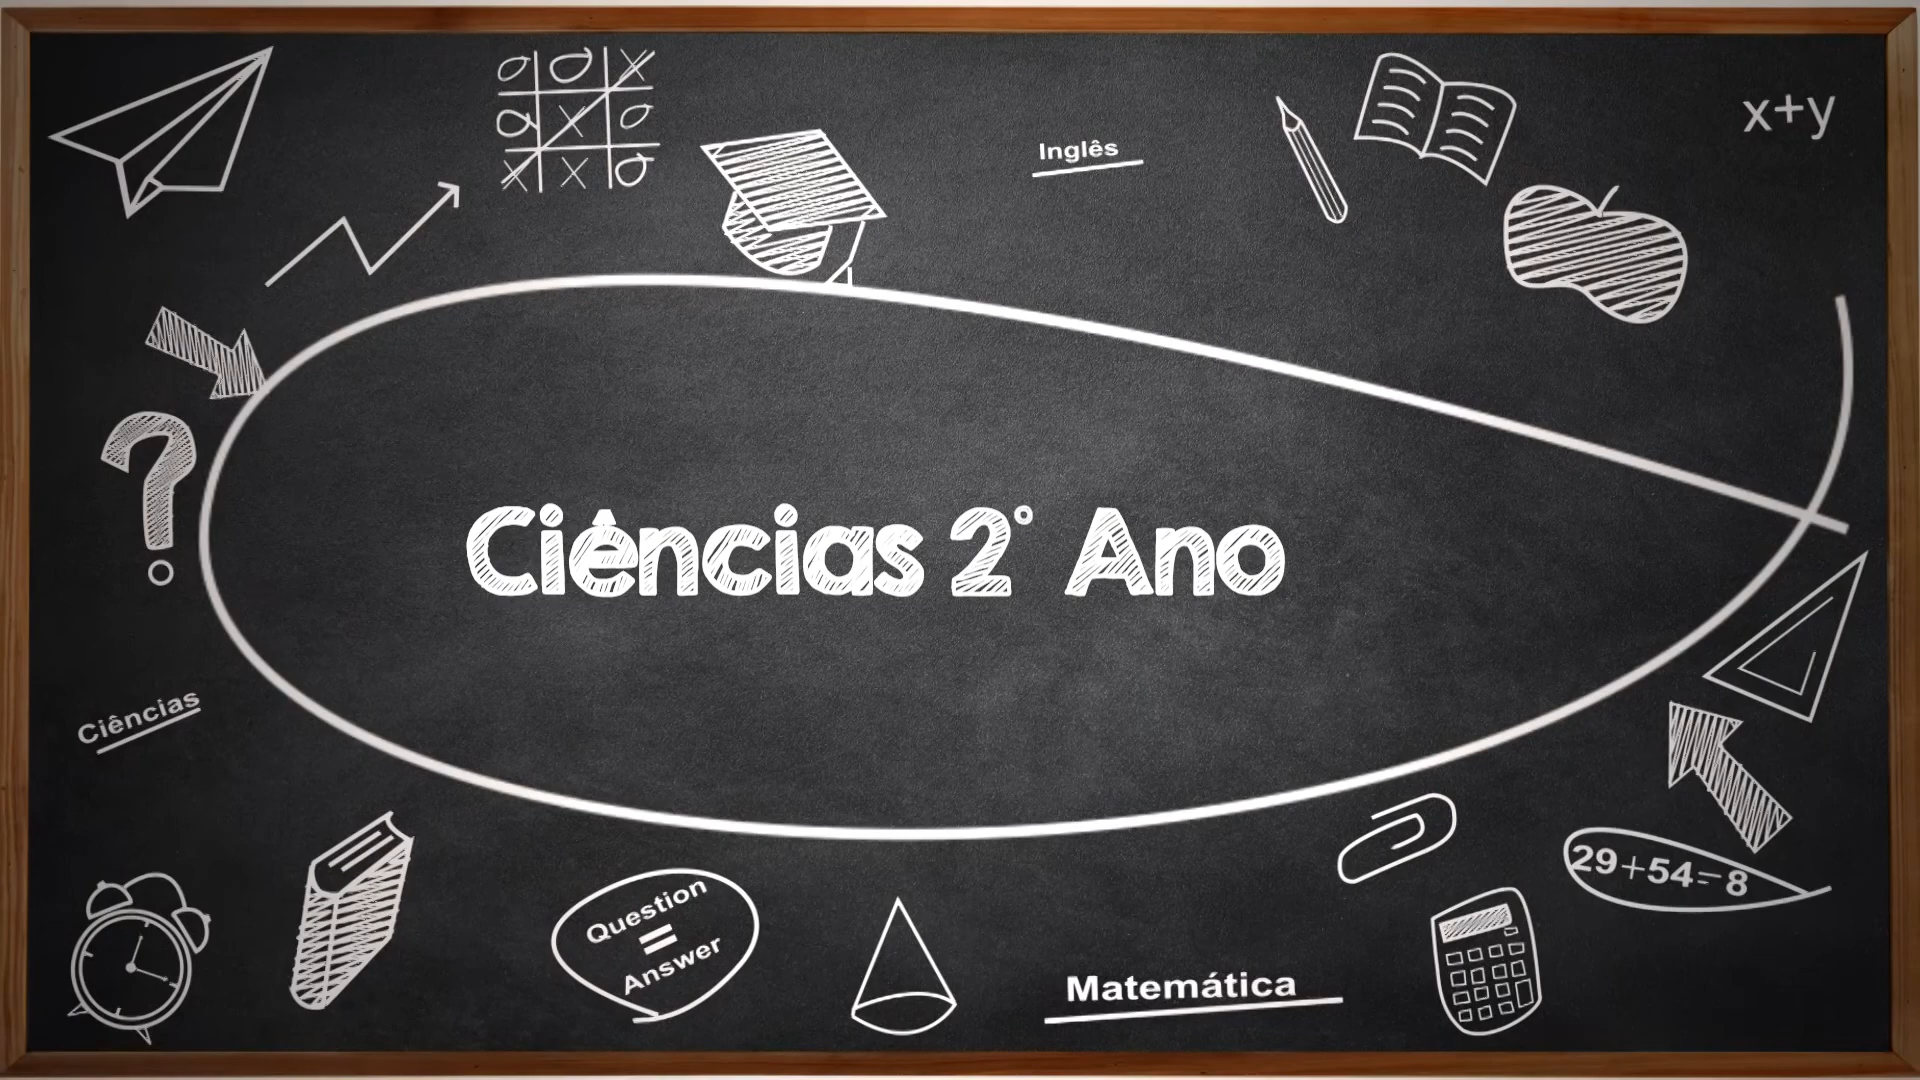 O O X
O X O
X X O
Inglês
x+y
Ciências 2° Ano
?
Ciências
29+54=8
Question
=
Answer
Matemática